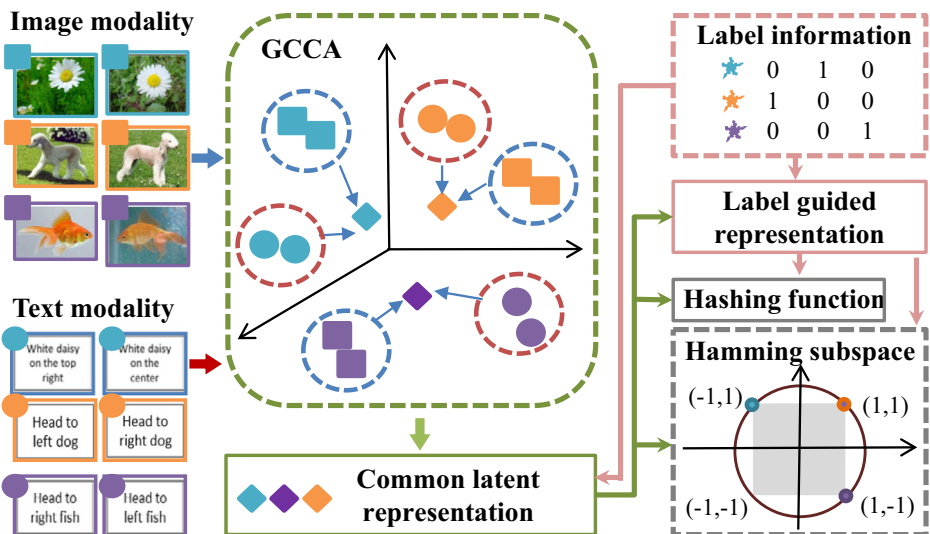 Image modality
GCCA
Label information
0 1 0
1 0 0
0 0 1
Label guided
representation
Hashing function
Text modality
White daisy
on the top
right
White daisy
on the
center
Head to
left dog
Head to
right dog
Head to
right fish
Head to
left fish
Common latent
representation
Hamming subspace
(-1,1)
(1,1)
(-1,-1)
(1,-1)